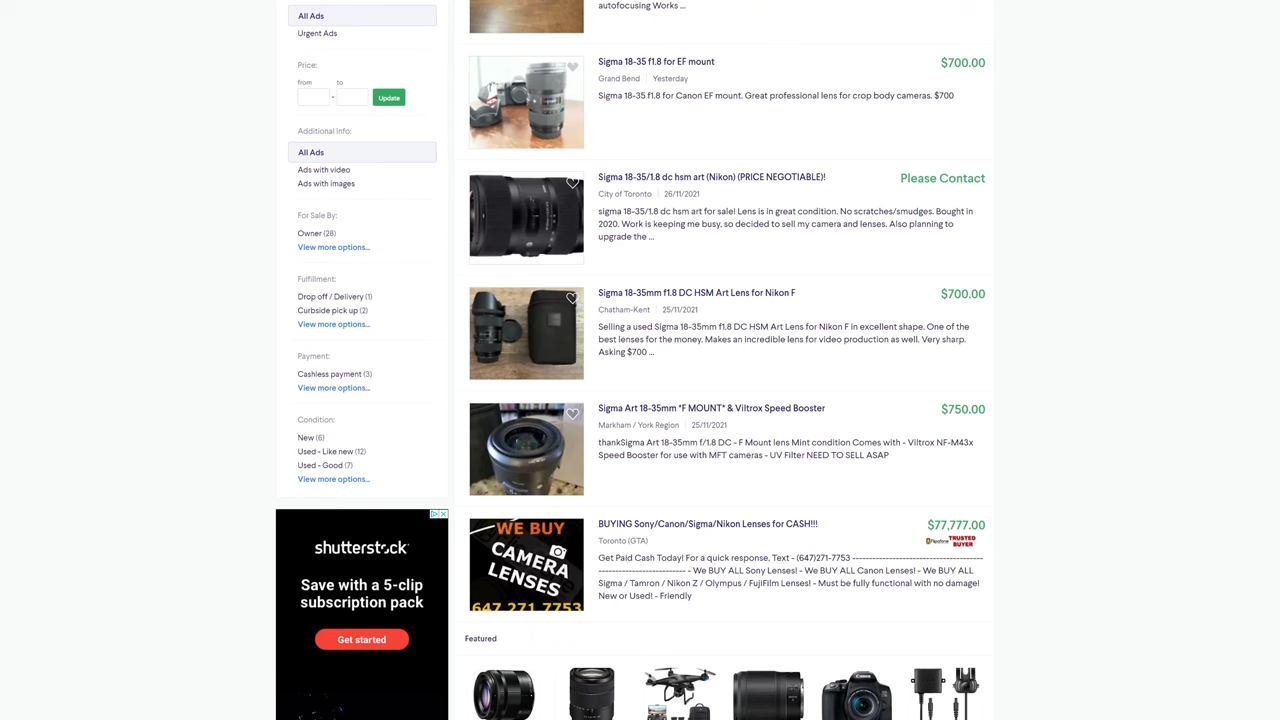 All Ads
Urgent Ads
Price:
from
to
-
Update
Additional Info:
All Ads
Ads with video
Ads with images
For Sale By:
Owner (28)
View more options...
Fulfillment:
Drop off / Delivery (1)
Curbside pick up (2)
View more options...
Payment:
Cashless payment (3)
View more options...
Condition:
New (6)
Used - Like new (12)
Used - Good (7)
View more options...
shutterstock
Save with a 5-clip
subscription pack
Get started
autofocusing Works ...
Sigma 18-35 f1.8 for EF mount
$700.00
Grand Bend
Yesterday
Sigma 18-35 f1.8 for Canon EF mount. Great professional lens for crop body cameras. $700
Sigma 18-35/1.8 dc hsm art (Nikon) (PRICE NEGOTIABLE)!
Please Contact
City of Toronto
26/11/2021
sigma 18-35/1.8 dc hsm art for sale! Lens is in great condition. No scratches/smudges. Bought in
2020. Work is keeping me busy, so decided to sell my camera and lenses. Also planning to
upgrade the ...
Sigma 18-35mm f1.8 DC HSM Art Lens for Nikon F
$700.00
Chatham-Kent
25/11/2021
Selling a used Sigma 18-35mm f1.8 DC HSM Art Lens for Nikon F in excellent shape. One of the
best lenses for the money. Makes an incredible lens for video production as well. Very sharp.
Asking $700 ...
Sigma Art 18-35mm *F MOUNT* & Viltrox Speed Booster
$750.00
Markham / York Region
25/11/2021
thankSigma Art 18-35mm f/1.8 DC - F Mount lens Mint condition Comes with - Viltrox NF-M43x
Speed Booster for use with MFT cameras - UV Filter NEED TO SELL ASAP
WE BUY
CAMERA
LENSES
647 271 7753
BUYING Sony/Canon/Sigma/Nikon Lenses for CASH!!!
$77,777.00
Toronto (GTA)
TRUSTED
BUYER
Get Paid Cash Today! For a quick response, Text - (647)271-7753 -------------------------------------
------------------------- - We BUY ALL Sony Lenses! - We BUY ALL Canon Lenses! - We BUY ALL
Sigma / Tamron / Nikon Z / Olympus / FujiFilm Lenses! - Must be fully functional with no damage!
New or Used! - Friendly
Featured